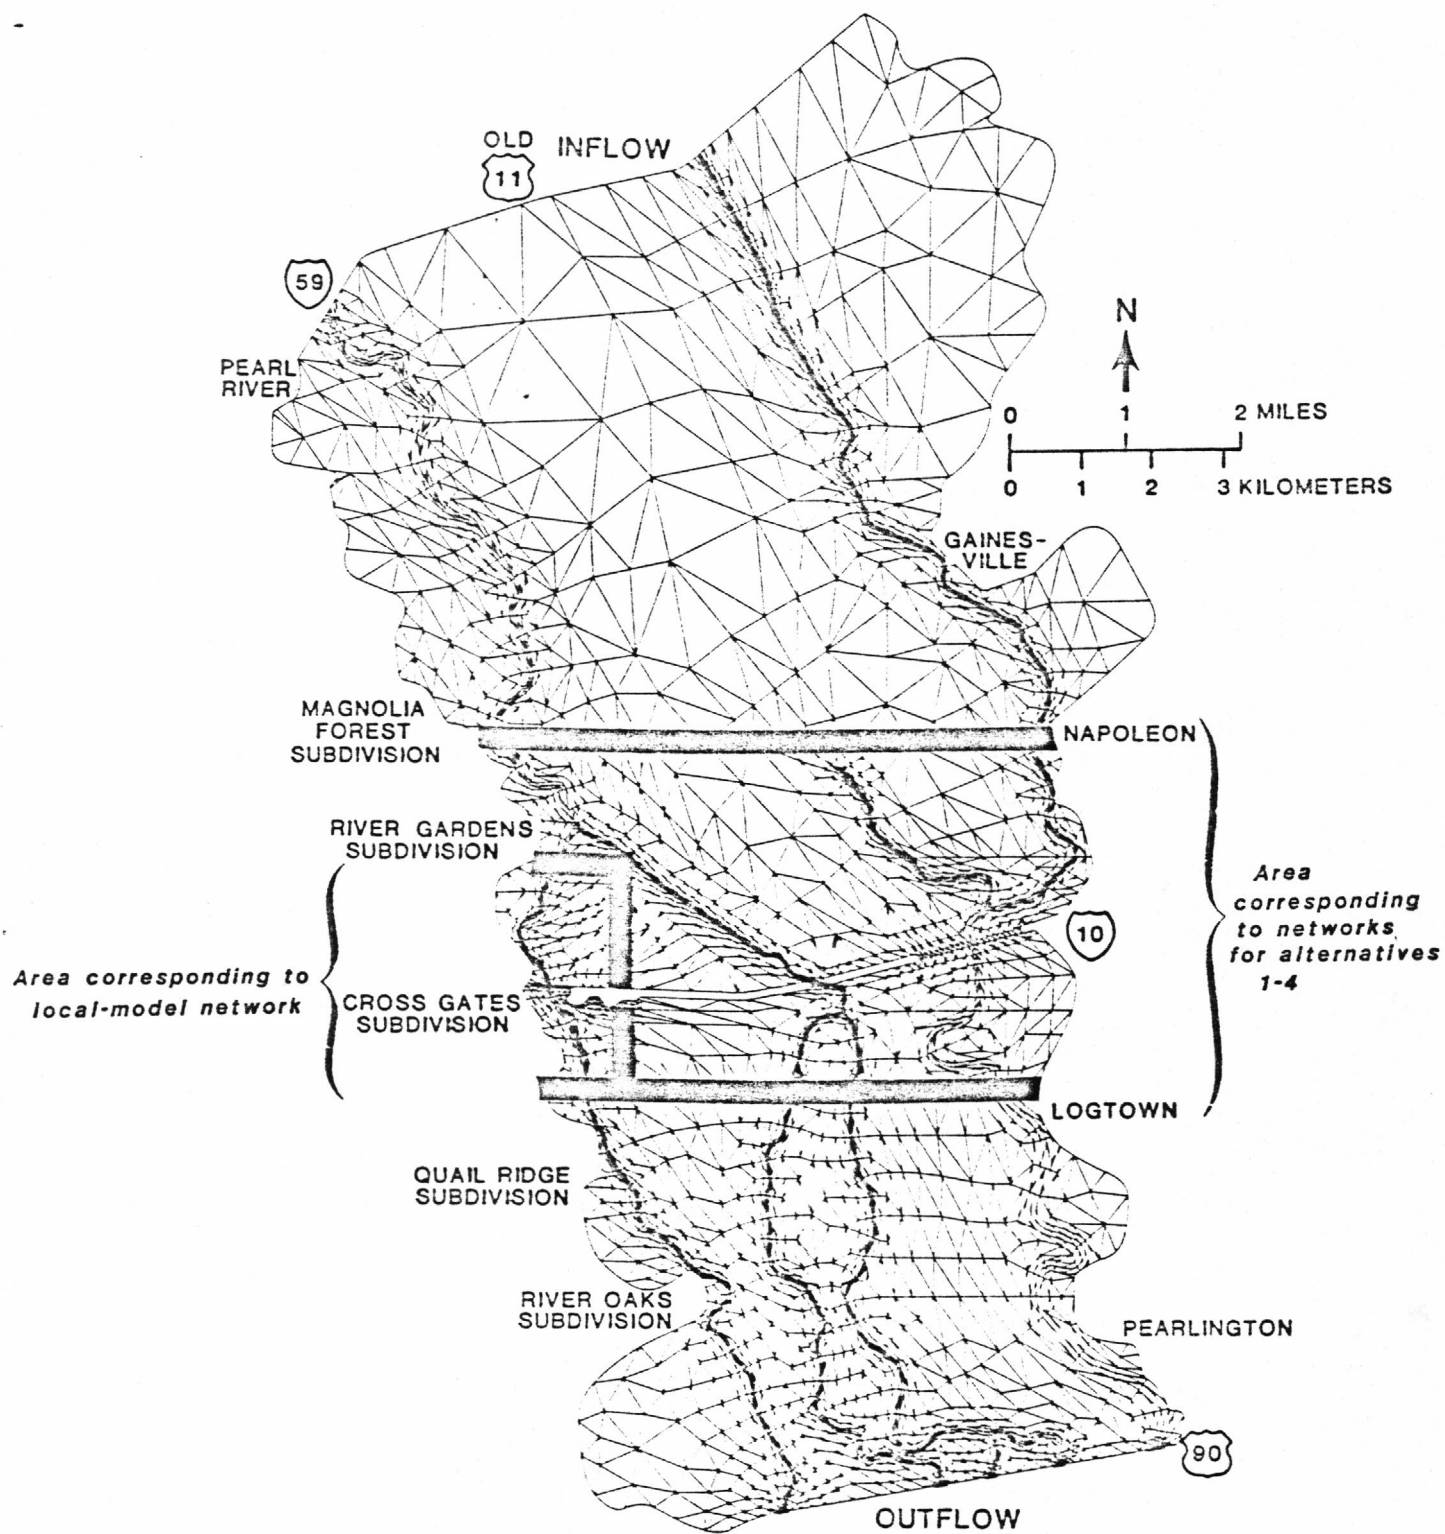 OLD
11
INFLOW
59
PEARL
RIVER
N
0 1 2 MILES
0 1 2 3 KILOMETERS
GAINES-
VILLE
MAGNOLIA
FOREST
SUBDIVISION
NAPOLEON
RIVER GARDENS
SUBDIVISION
Area
corresponding
to networks
for alternatives
1-4
10
Area corresponding to
local-model network
CROSS GATES
SUBDIVISION
LOGTOWN
QUAIL RIDGE
SUBDIVISION
RIVER OAKS
SUBDIVISION
PEARLINGTON
90
OUTFLOW